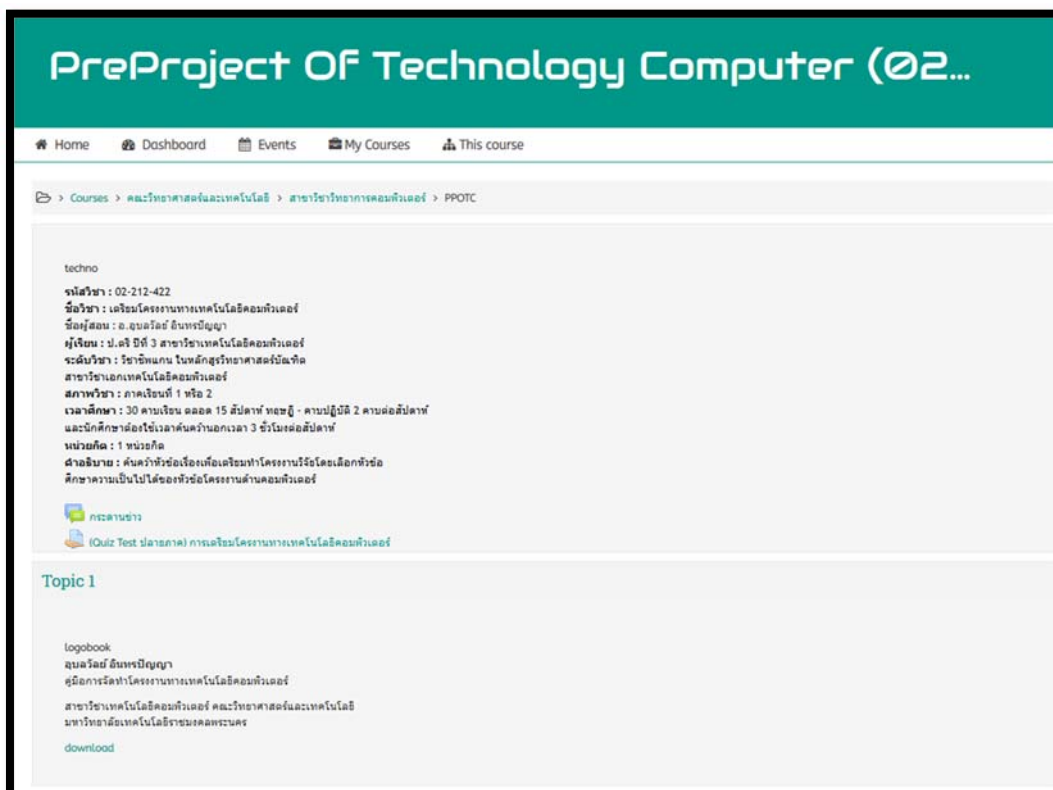 PreProject Of Technology Computer (02...
Home Dashboard Events My Courses This course
> Courses > คณะวิทยาศาสตร์และเทคโนโลยี > สาขาวิชาวิทยาการคอมพิวเตอร์ > PPOTC
techno
รหัสวิชา : 02-212-422
ชื่อวิชา : เตรียมโครงงานทางเทคโนโลยีคอมพิวเตอร์
ชื่อผู้สอน : อ.อุบลวัลย์ อินทรปัญญา
ผู้เรียน : ป.ตรี ปีที่ 3 สาขาวิชาเทคโนโลยีคอมพิวเตอร์
ระดับวิชา : วิชาชีพแกน ในหลักสูรวิทยาศาสตร์บัณฑิต
สาขาวิชาเอกเทคโนโลยีคอมพิวเตอร์
สภาพวิชา : ภาคเรียนที่ 1 หรือ 2
เวลาศึกษา : 30 คาบเรียน ตลอด 15 สัปดาห์ ทฤษฎี - คาบปฏิบัติ 2 คาบต่อสัปดาห์
และนักศึกษาต้องใช้เวลาค้นคว้านอกเวลา 3 ชั่วโมงต่อสัปดาห์
หน่วยกิต : 1 หน่วยกิต
คำอธิบาย : ค้นคว้าหัวข้อเรื่องเพื่อเตรียมทำโครงงานวิจัยโดยเลือกหัวข้อ
ศึกษาความเป็นไปได้ของหัวข้อโครงงานด้านคอมพิวเตอร์
กระดานข่าว
(Quiz Test ปลายภาค) การเตรียมโครงงานทางเทคโนโลยีคอมพิวเตอร์
Topic 1
logobook
อุบลวัลย์ อินทรปัญญา
คู่มือการจัดทำโครงงานทางเทคโนโลยีคอมพิวเตอร์
สาขาวิชาเทคโนโลยีคอมพิวเตอร์ คณะวิทยาศาสตร์และเทคโนโลยี
มหาวิทยาลัยเทคโนโลยีราชมงคลพระนคร
download